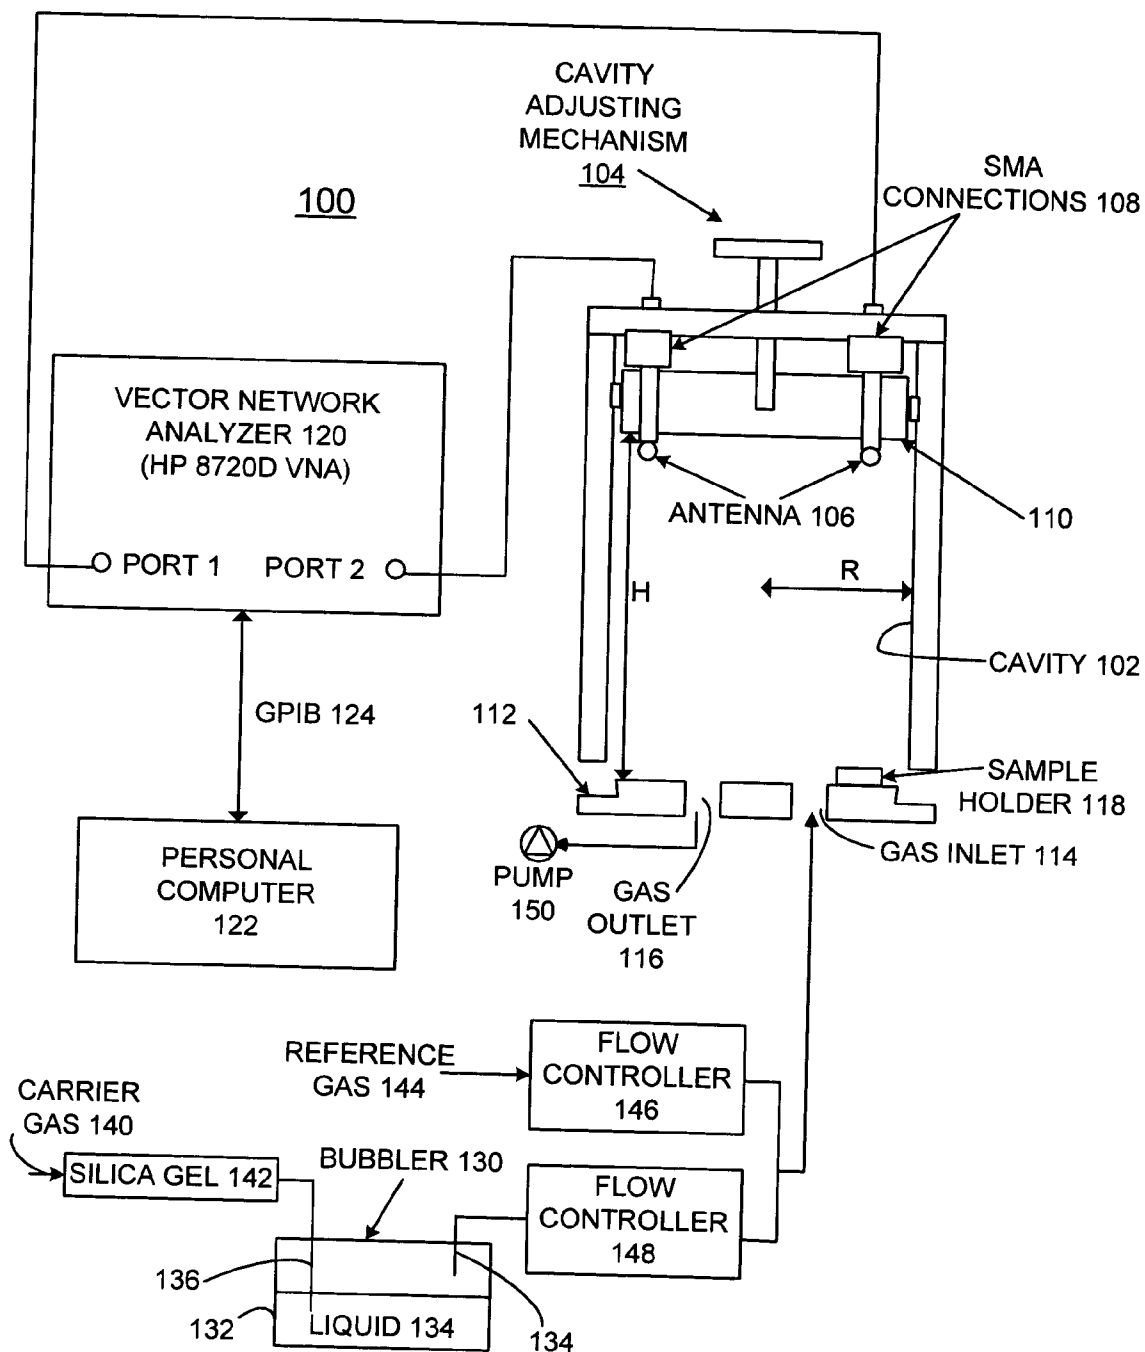 CAVITY
ADJUSTING
MECHANISM
104
SMA
CONNECTIONS 108
100
VECTOR NETWORK
ANALYZER 120
(HP 8720D VNA)
PORT 1
PORT 2
ANTENNA 106
110
H
R
CAVITY 102
GPIB 124
112
SAMPLE
HOLDER 118
GAS INLET 114
PUMP
150
GAS
OUTLET
116
PERSONAL
COMPUTER
122
REFERENCE
GAS 144
FLOW
CONTROLLER
146
CARRIER
GAS 140
SILICA GEL 142
BUBBLER 130
FLOW
CONTROLLER
148
136
132
LIQUID 134
134